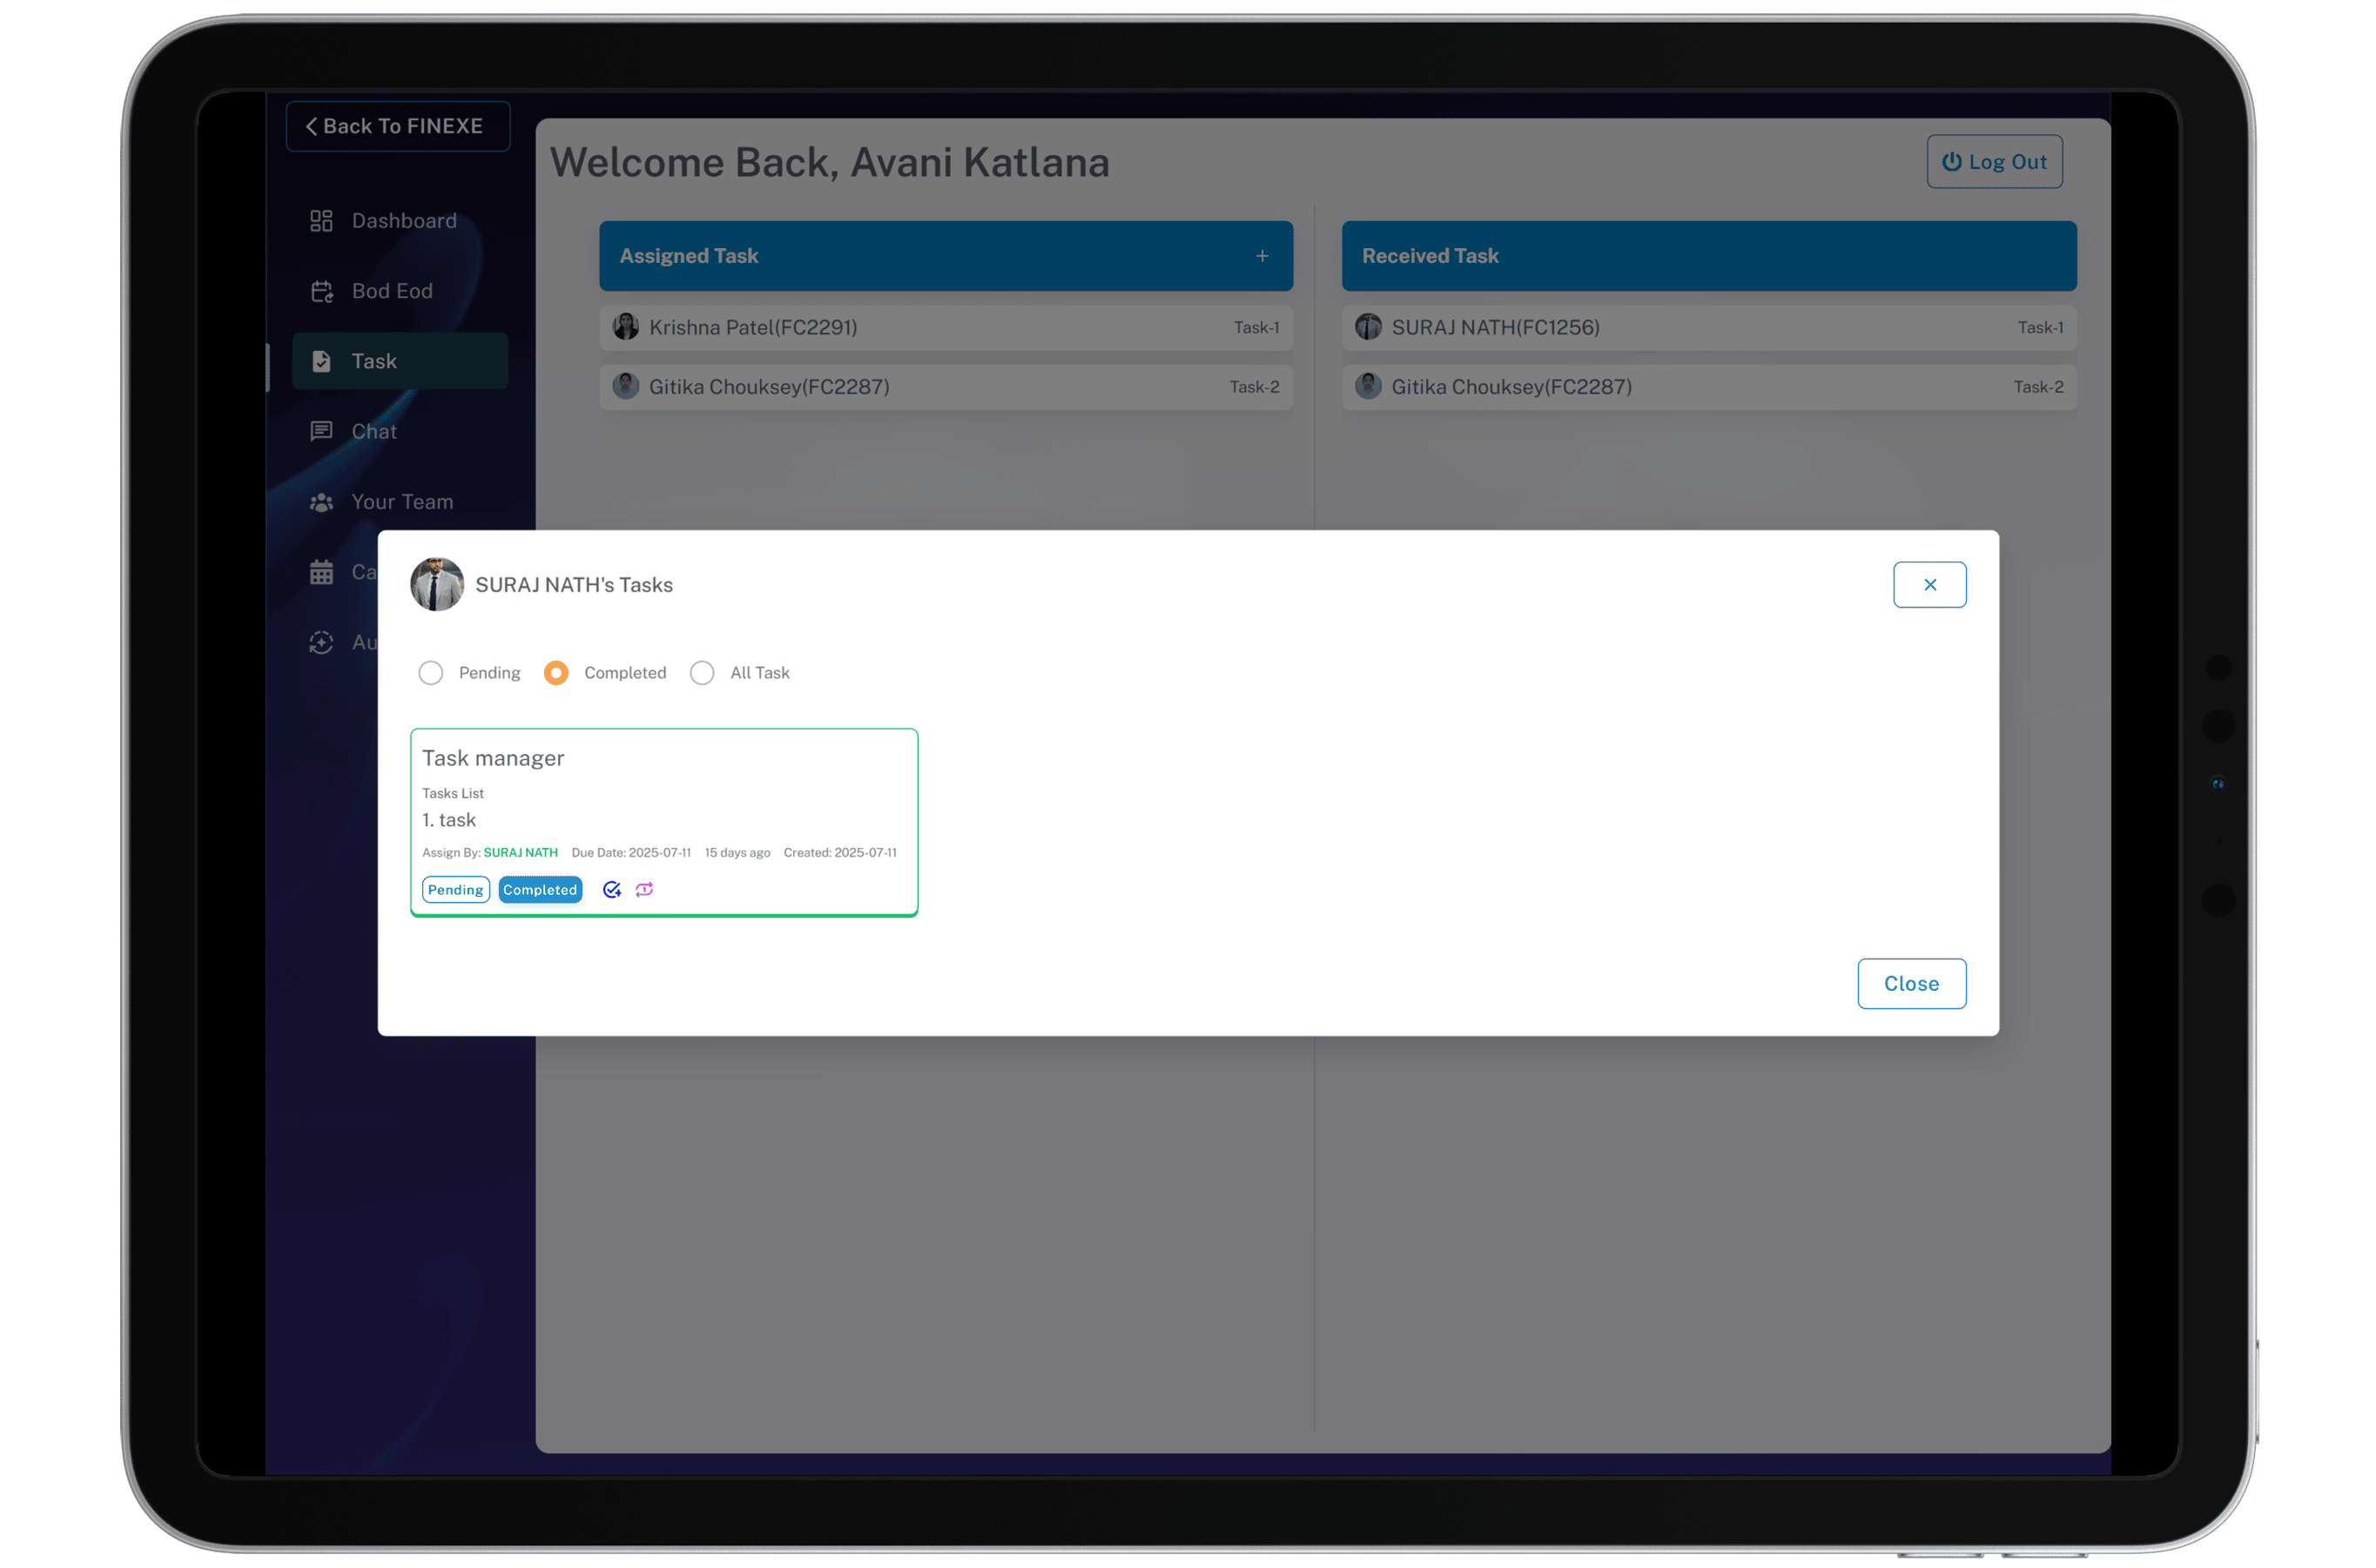 Back To FINEXE
Dashboard
Bod Eod
Task
Chat
Your Team
Ca
Au
Welcome Back, Avani Katlana
Log Out
Assigned Task +
Krishna Patel(FC2291) Task-1
Gitika Chouksey(FC2287) Task-2
Received Task
SURAJ NATH(FC1256) Task-1
Gitika Chouksey(FC2287) Task-2
SURAJ NATH's Tasks
Pending Completed All Task
Task manager
Tasks List
1. task
Assign By: SURAJ NATH Due Date: 2025-07-11 15 days ago Created: 2025-07-11
Pending Completed
Close